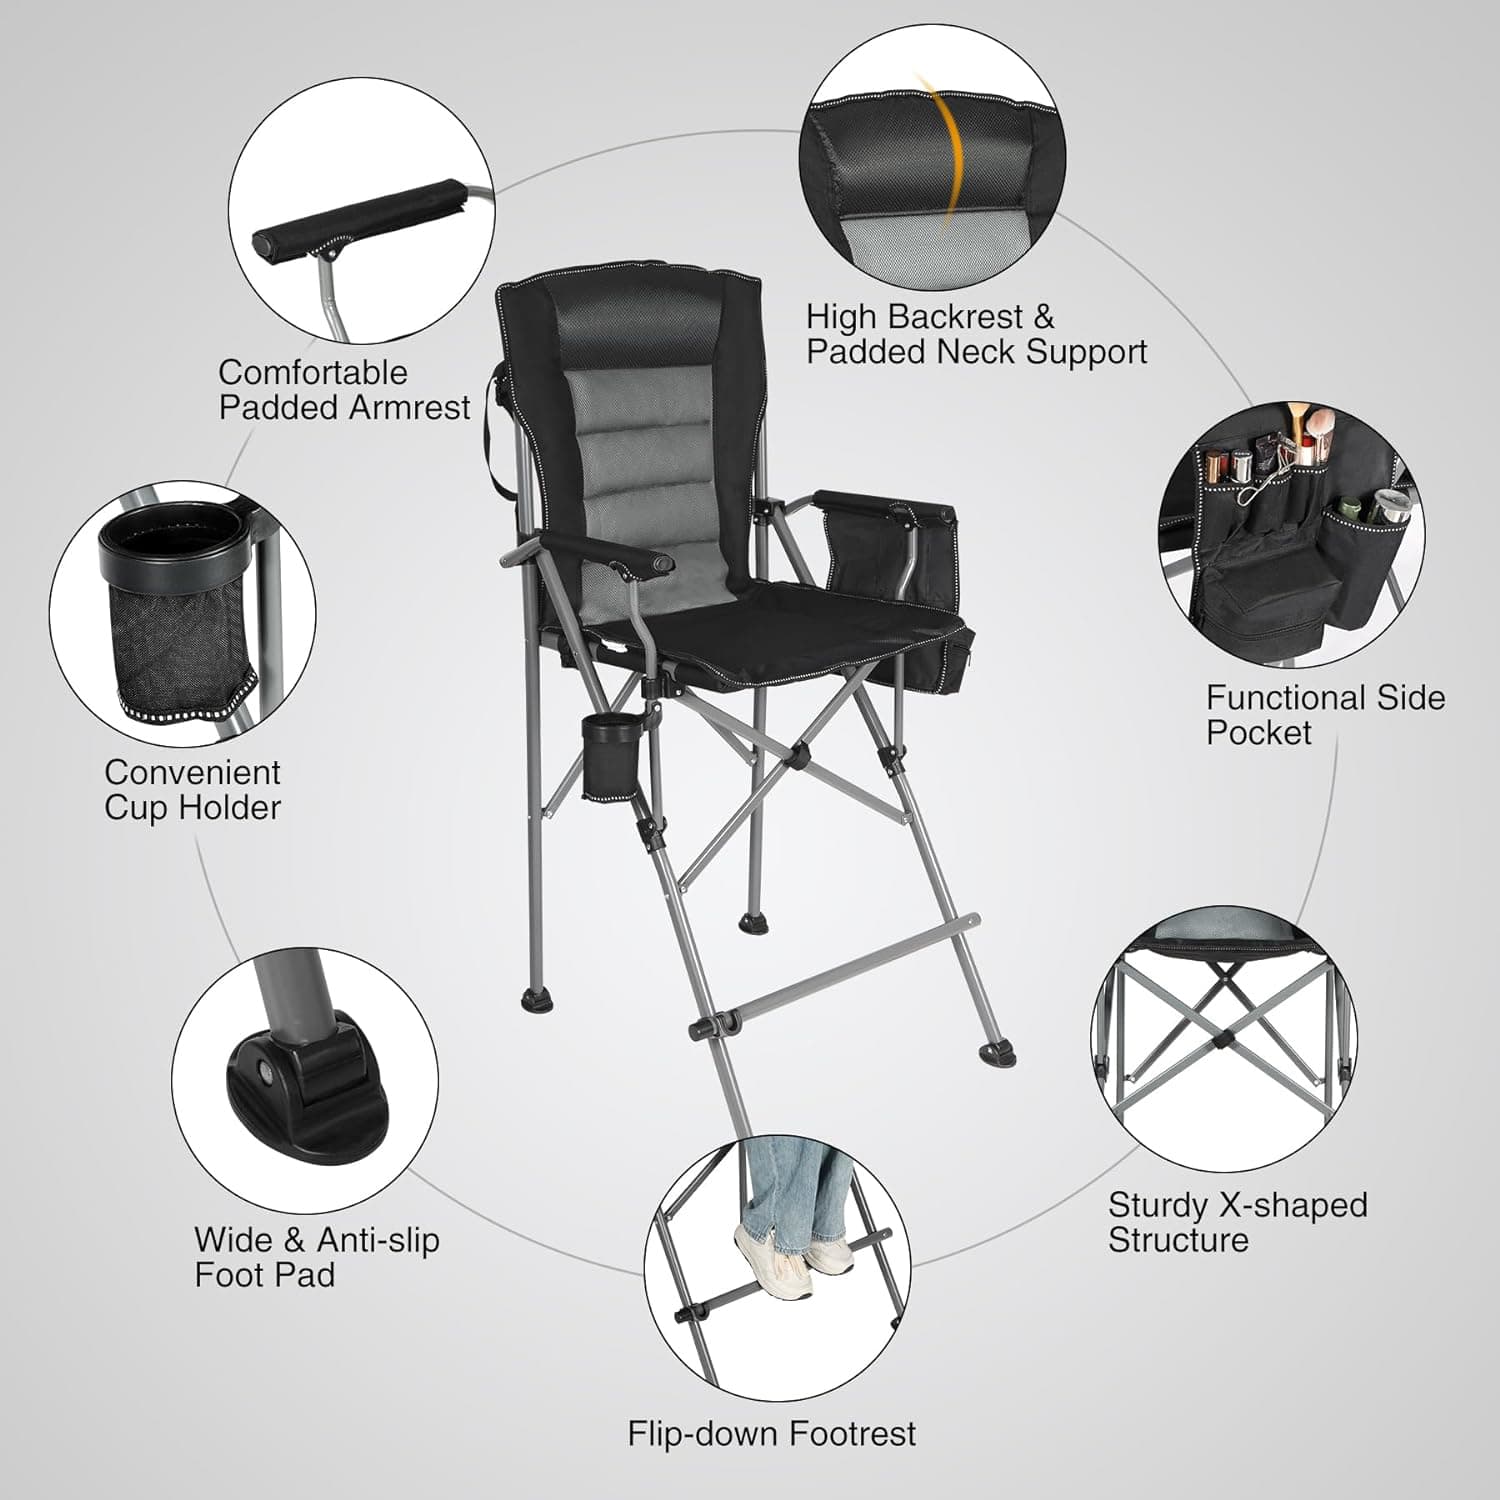 High Backrest &
Padded Neck Support
Comfortable
Padded Armrest
Functional Side
Pocket
Convenient
Cup Holder
Sturdy X-shaped
Structure
Wide & Anti-slip
Foot Pad
Flip-down Footrest